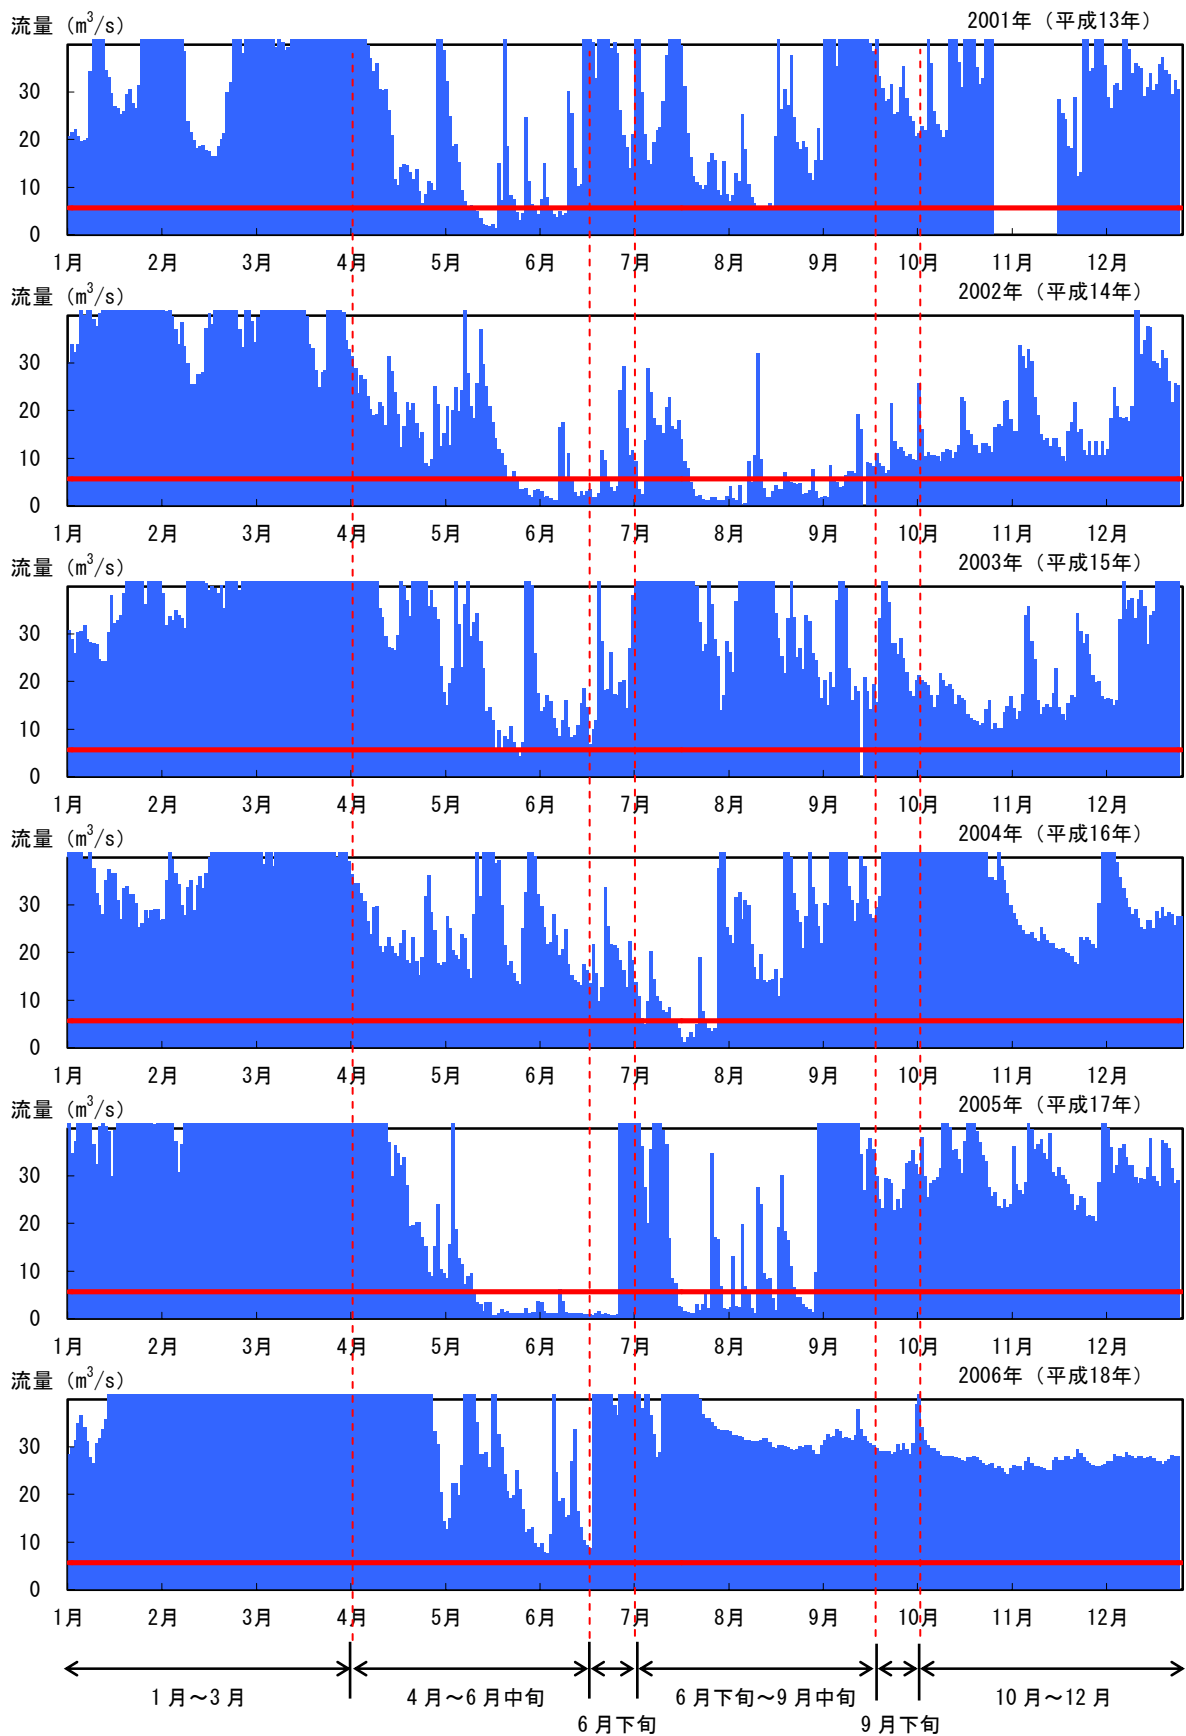 流量 (m³/s)
2001年 (平成13年)
30
20
10
0
1月 2月 3月 4月 5月 6月 7月 8月 9月 10月 11月 12月
流量 (m³/s)
2002年 (平成14年)
30
20
10
0
1月 2月 3月 4月 5月 6月 7月 8月 9月 10月 11月 12月
流量 (m³/s)
2003年 (平成15年)
30
20
10
0
1月 2月 3月 4月 5月 6月 7月 8月 9月 10月 11月 12月
流量 (m³/s)
2004年 (平成16年)
30
20
10
0
1月 2月 3月 4月 5月 6月 7月 8月 9月 10月 11月 12月
流量 (m³/s)
2005年 (平成17年)
30
20
10
0
1月 2月 3月 4月 5月 6月 7月 8月 9月 10月 11月 12月
流量 (m³/s)
2006年 (平成18年)
30
20
10
0
1月 2月 3月 4月 5月 6月 7月 8月 9月 10月 11月 12月
1月～3月 4月～6月中旬 6月下旬～9月中旬 10月～12月
6月下旬 9月下旬